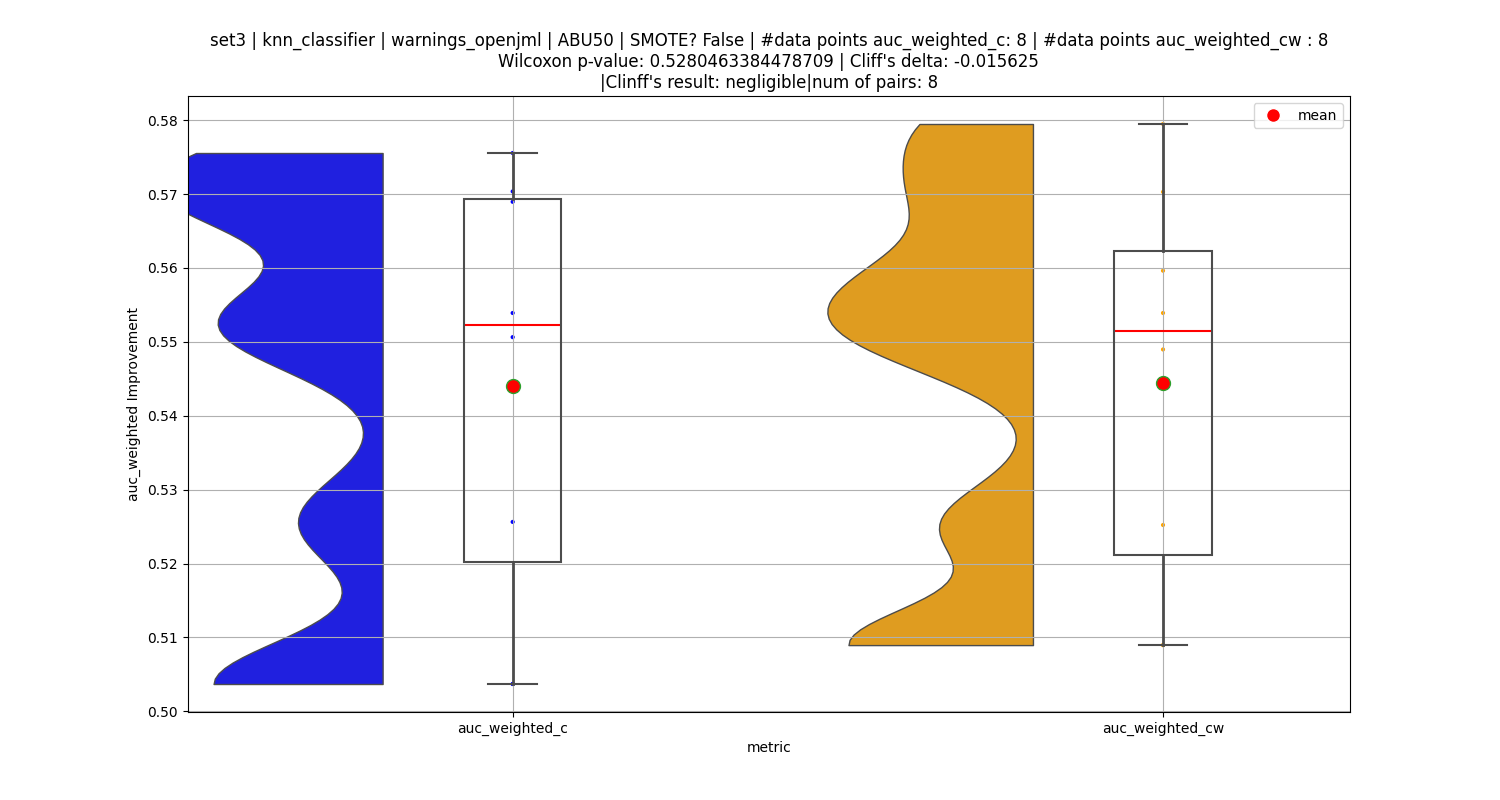 set3 | knn_classifier | warnings_openjml | ABU50 | SMOTE? False | #data points auc_weighted_c: 8 | #data points auc_weighted_cw : 8
Wilcoxon p-value: 0.5280463384478709 | Cliff's delta: -0.015625
|Clinff's result: negligible|num of pairs: 8
mean
0.58
0.57
0.56
0.55
0.54
0.53
0.52
0.51
0.50
auc_weighted Improvement
auc_weighted_c
auc_weighted_cw
metric